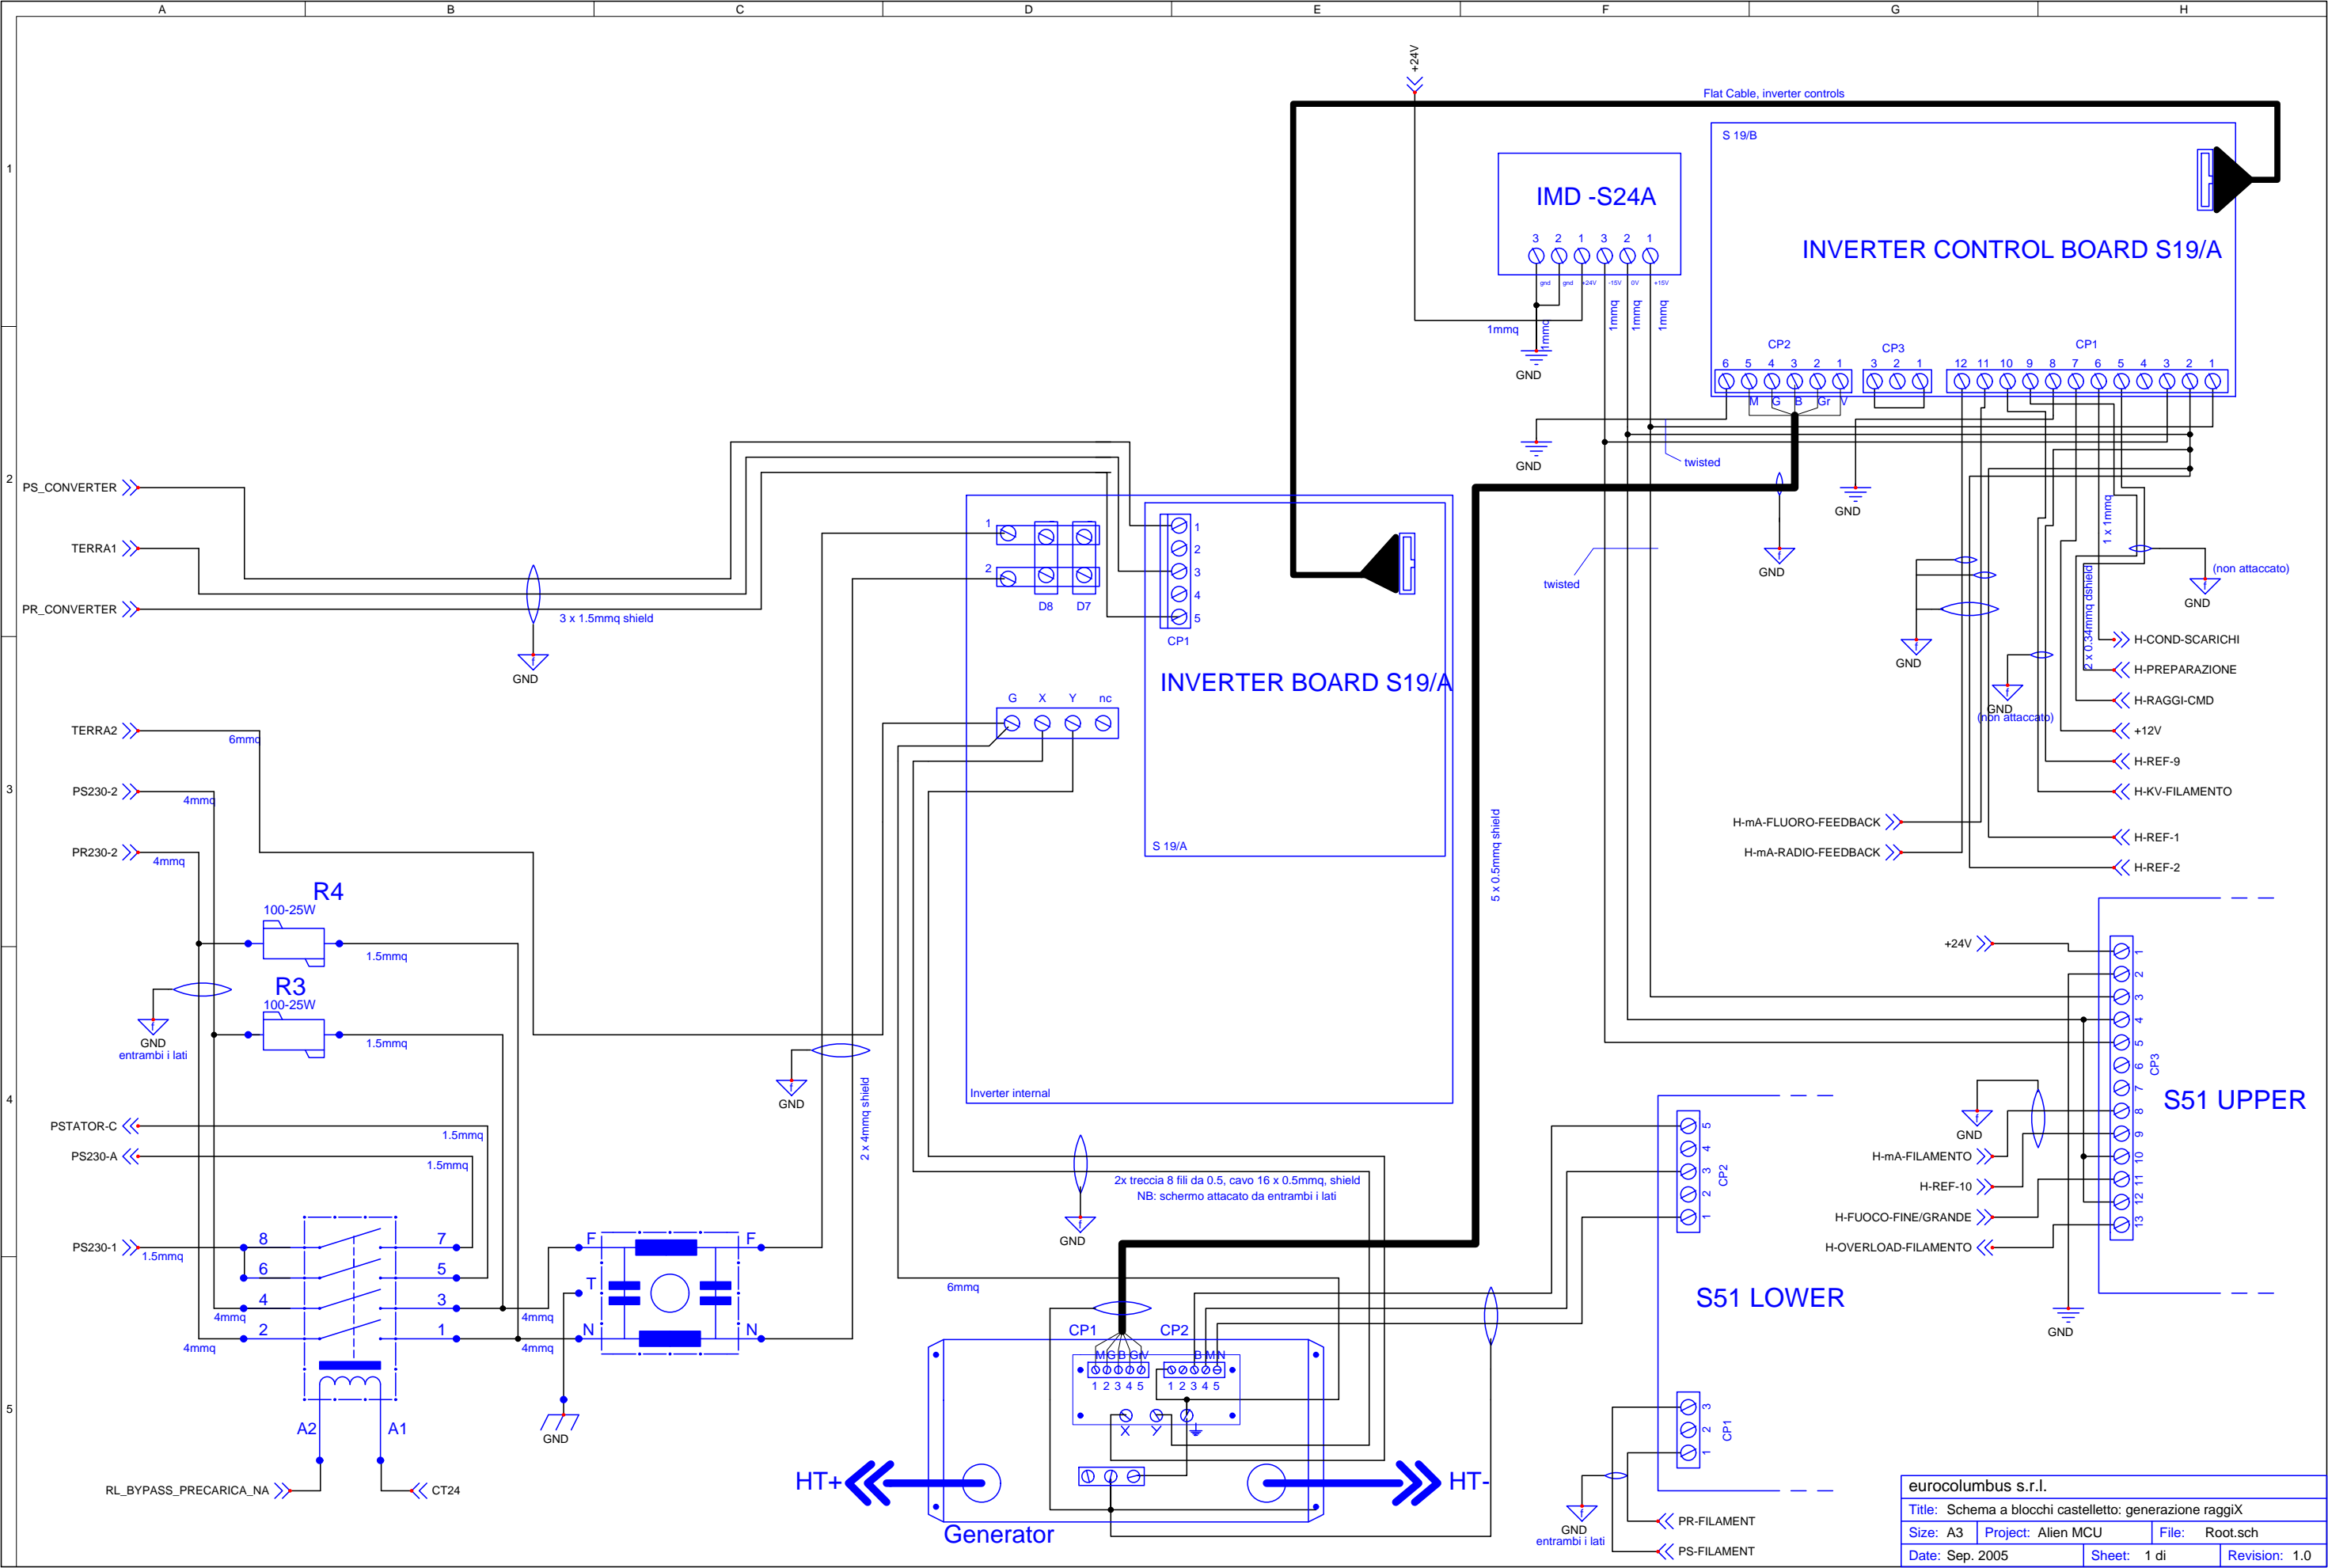 A B C D E F G H
1
2
3
4
5
+24V
Flat Cable, inverter controls
S 19/B
IMD -S24A
3 2 1 3 2 1
gnd gnd +24V -15V 0V +15V
1mmq
1mmq
1mmq
1mmq
1mmq
GND
INVERTER CONTROL BOARD S19/A
CP2
6 5 4 3 2 1
M G B Gr V
CP3
3 2 1
CP1
12 11 10 9 8 7 6 5 4 3 2 1
GND
twisted
GND
GND
twisted
1 x 1mmq
2 x 0.34mmq dshield
GND
(non attaccato)
GND
GND
(non attaccato)
H-COND-SCARICHI
H-PREPARAZIONE
H-RAGGI-CMD
+12V
H-REF-9
H-KV-FILAMENTO
H-mA-FLUORO-FEEDBACK
H-mA-RADIO-FEEDBACK
H-REF-1
H-REF-2
PS_CONVERTER
TERRA1
PR_CONVERTER
3 x 1.5mmq shield
GND
1
2
D8 D7
1
2
3
4
5
CP1
INVERTER BOARD S19/A
G X Y nc
S 19/A
Inverter internal
TERRA2
6mmq
PS230-2
4mmq
PR230-2
4mmq
R4
100-25W
1.5mmq
R3
100-25W
1.5mmq
GND
entrambi i lati
GND
2 x 4mmq shield
5 x 0.5mmq shield
PSTATOR-C
1.5mmq
PS230-A
1.5mmq
PS230-1
1.5mmq
8 7
6 5
4 3
2 1
4mmq
4mmq
4mmq
4mmq
A2 A1
RL_BYPASS_PRECARICA_NA
CT24
F F
T
N N
GND
2x treccia 8 fili da 0.5, cavo 16 x 0.5mmq, shield
NB: schermo attacato da entrambi i lati
GND
6mmq
CP1 CP2
M G B Gr V
B M N
1 2 3 4 5
1 2 3 4 5
X Y
HT+
HT-
Generator
+24V
1
2
3
4
5
6
7
8
9
10
11
12
13
CP3
S51 UPPER
GND
H-mA-FILAMENTO
H-REF-10
H-FUOCO-FINE/GRANDE
H-OVERLOAD-FILAMENTO
GND
5
4
3
2
1
CP2
S51 LOWER
3
2
1
CP1
GND
entrambi i lati
PR-FILAMENT
PS-FILAMENT
eurocolumbus s.r.l.
Title: Schema a blocchi castelletto: generazione raggiX
Size: A3 Project: Alien MCU File: Root.sch
Date: Sep. 2005 Sheet: 1 di Revision: 1.0